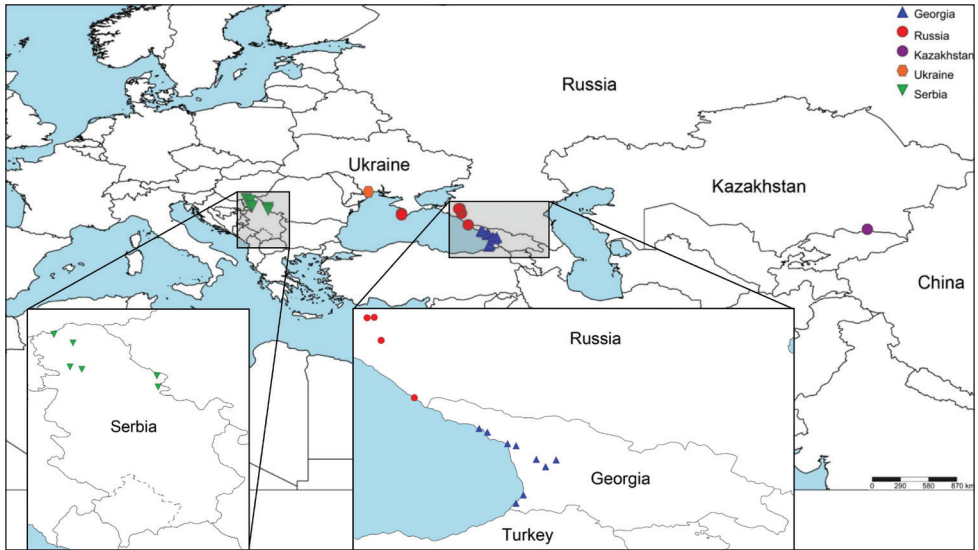 Georgia
Russia
Kazakhstan
Ukraine
Serbia
Russia
Ukraine
Kazakhstan
China
Russia
Serbia
Georgia
Turkey
0 290 580 870 km